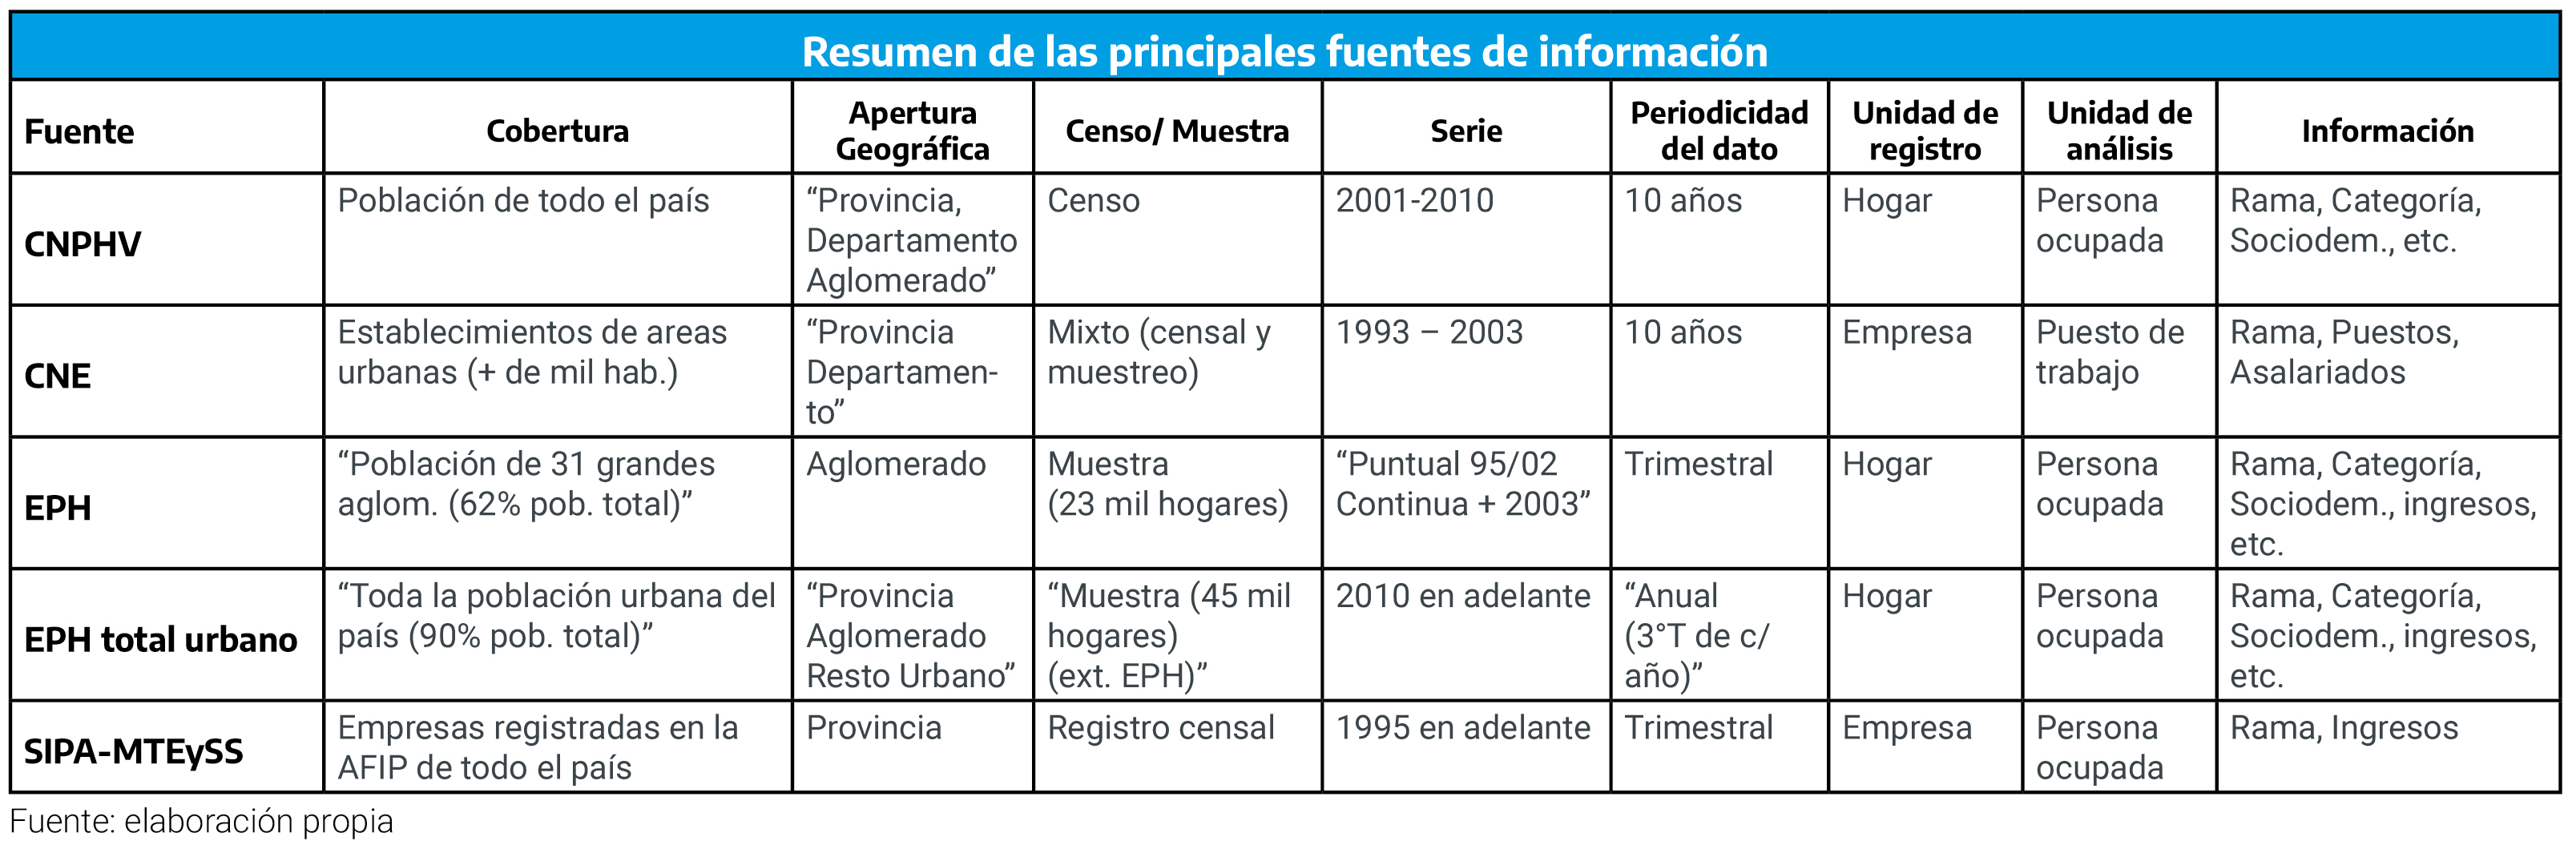 Resumen de las principales fuentes de información
Fuente
Cobertura
Apertura
Geográfica
Censo/ Muestra
Serie
Periodicidad
del dato
Unidad de
registro
Unidad de
análisis
Información
CNPHV
Población de todo el país
“Provincia,
Departamento
Aglomerado”
Censo
2001-2010
10 años
Hogar
Persona
ocupada
Rama, Categoría,
Sociodem., etc.
CNE
Establecimientos de areas
urbanas (+ de mil hab.)
“Provincia
Departamen-
to”
Mixto (censal y
muestreo)
1993 – 2003
10 años
Empresa
Puesto de
trabajo
Rama, Puestos,
Asalariados
EPH
“Población de 31 grandes
aglom. (62% pob. total)”
Aglomerado
Muestra
(23 mil hogares)
“Puntual 95/02
Continua + 2003”
Trimestral
Hogar
Persona
ocupada
Rama, Categoría,
Sociodem., ingresos,
etc.
EPH total urbano
“Toda la población urbana del
país (90% pob. total)”
“Provincia
Aglomerado
Resto Urbano”
“Muestra (45 mil
hogares)
(ext. EPH)”
2010 en adelante
“Anual
(3°T de c/
año)”
Hogar
Persona
ocupada
Rama, Categoría,
Sociodem., ingresos,
etc.
SIPA-MTEySS
Empresas registradas en la
AFIP de todo el país
Provincia
Registro censal
1995 en adelante
Trimestral
Empresa
Persona
ocupada
Rama, Ingresos
Fuente: elaboración propia